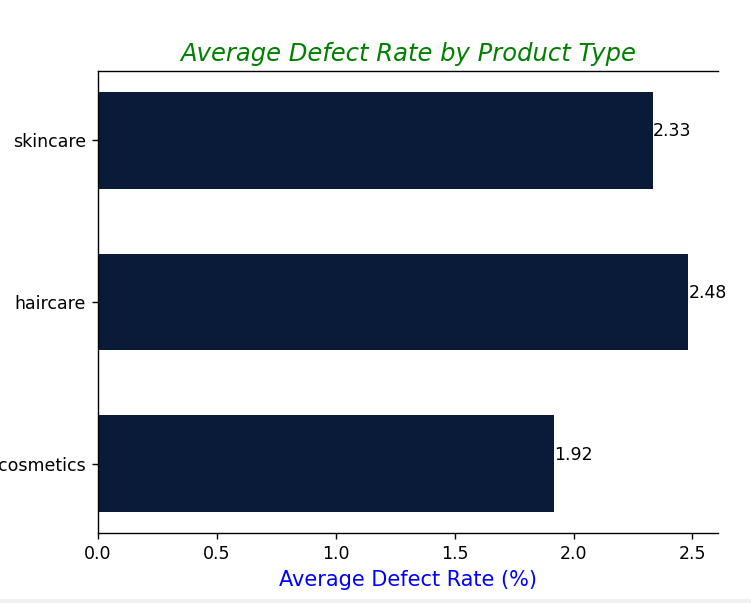 Average Defect Rate by Product Type
skincare
2.33
haircare
2.48
cosmetics
1.92
0.0 0.5 1.0 1.5 2.0 2.5
Average Defect Rate (%)